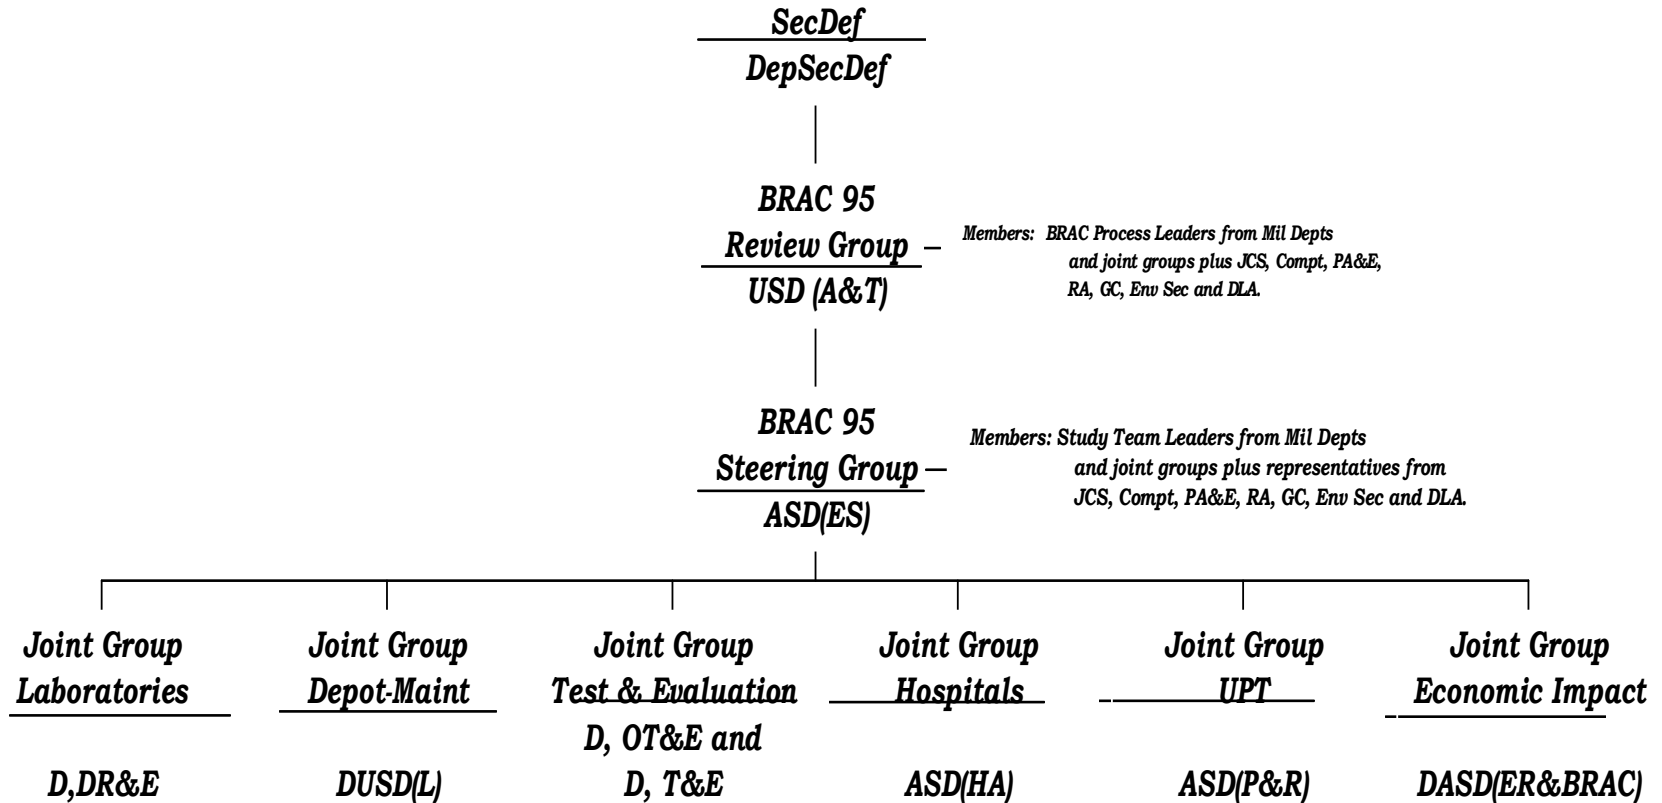 SecDef
DepSecDef
BRAC 95
Review Group
USD (A&T)
Members: BRAC Process Leaders from Mil Depts
and joint groups plus JCS, Compt, PA&E,
RA, GC, Env Sec and DLA.
BRAC 95
Steering Group
ASD(ES)
Members: Study Team Leaders from Mil Depts
and joint groups plus representatives from
JCS, Compt, PA&E, RA, GC, Env Sec and DLA.
Joint Group
Laboratories
D,DR&E
Joint Group
Depot-Maint
DUSD(L)
Joint Group
Test & Evaluation
D, OT&E and
D, T&E
Joint Group
Hospitals
ASD(HA)
Joint Group
UPT
ASD(P&R)
Joint Group
Economic Impact
DASD(ER&BRAC)